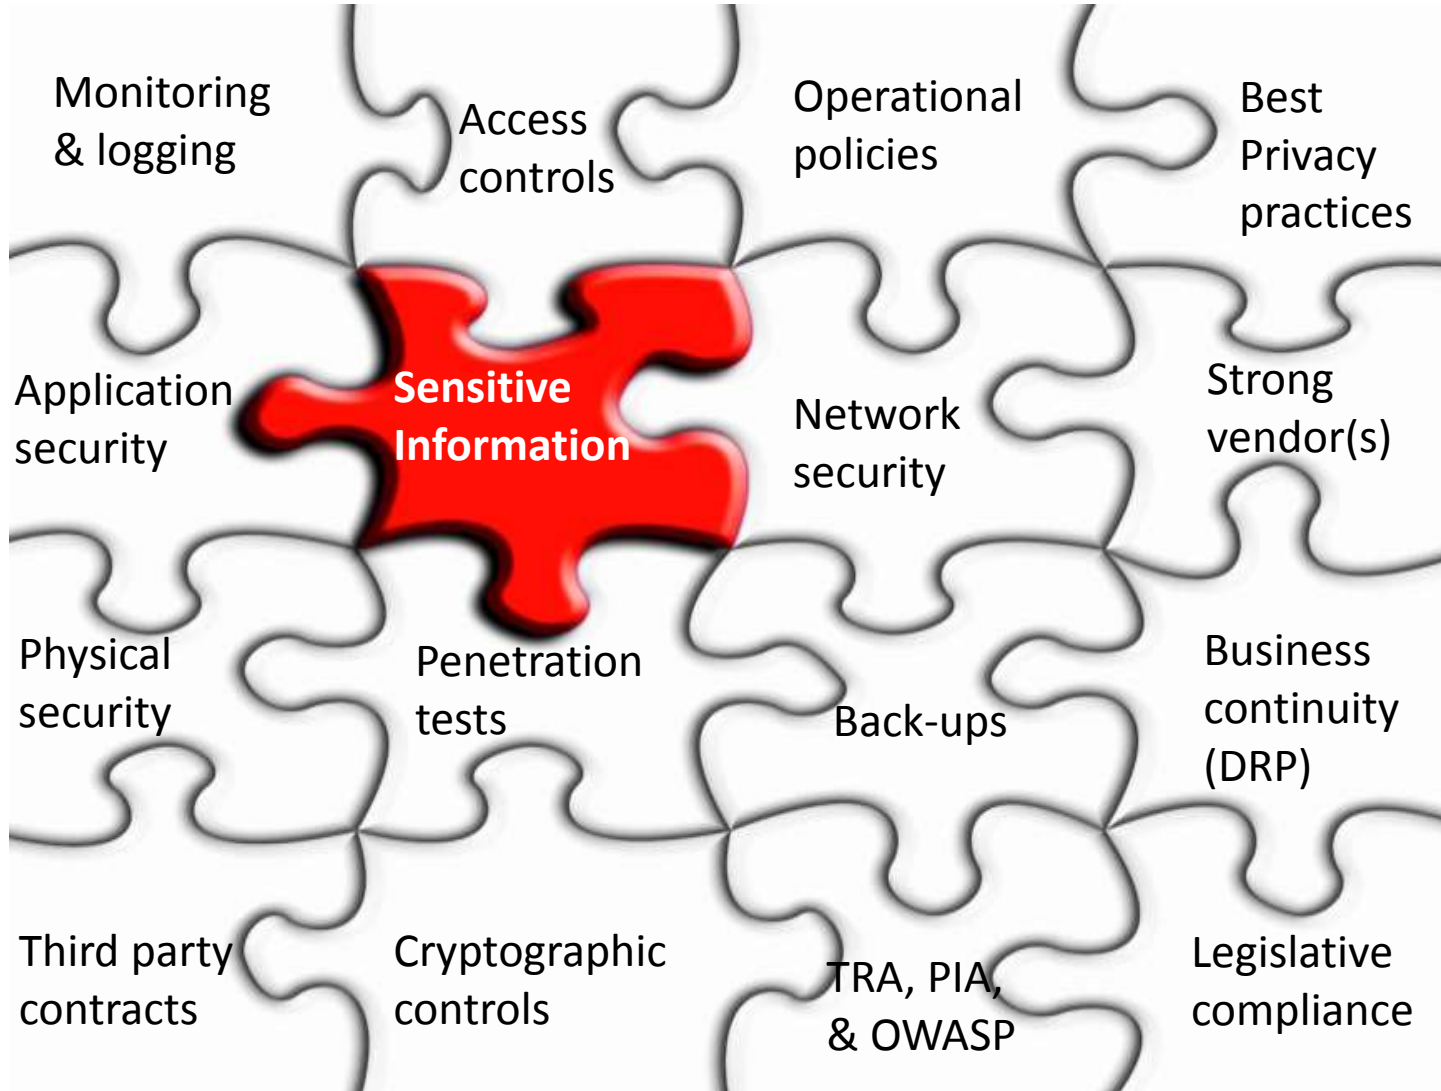 Monitoring
& logging
Access
controls
Operational
policies
Best
Privacy
practices
Application
security
Sensitive
Information
Network
security
Strong
vendor(s)
Physical
security
Penetration
tests
Back-ups
Business
continuity
(DRP)
Third party
contracts
Cryptographic
controls
TRA, PIA,
& OWASP
Legislative
compliance